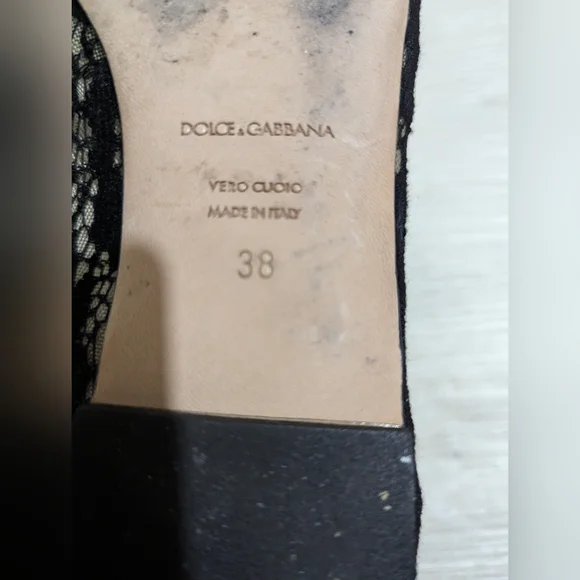 DOLCE & GABBANA
VERO CUOIO
MADE IN ITALY
38